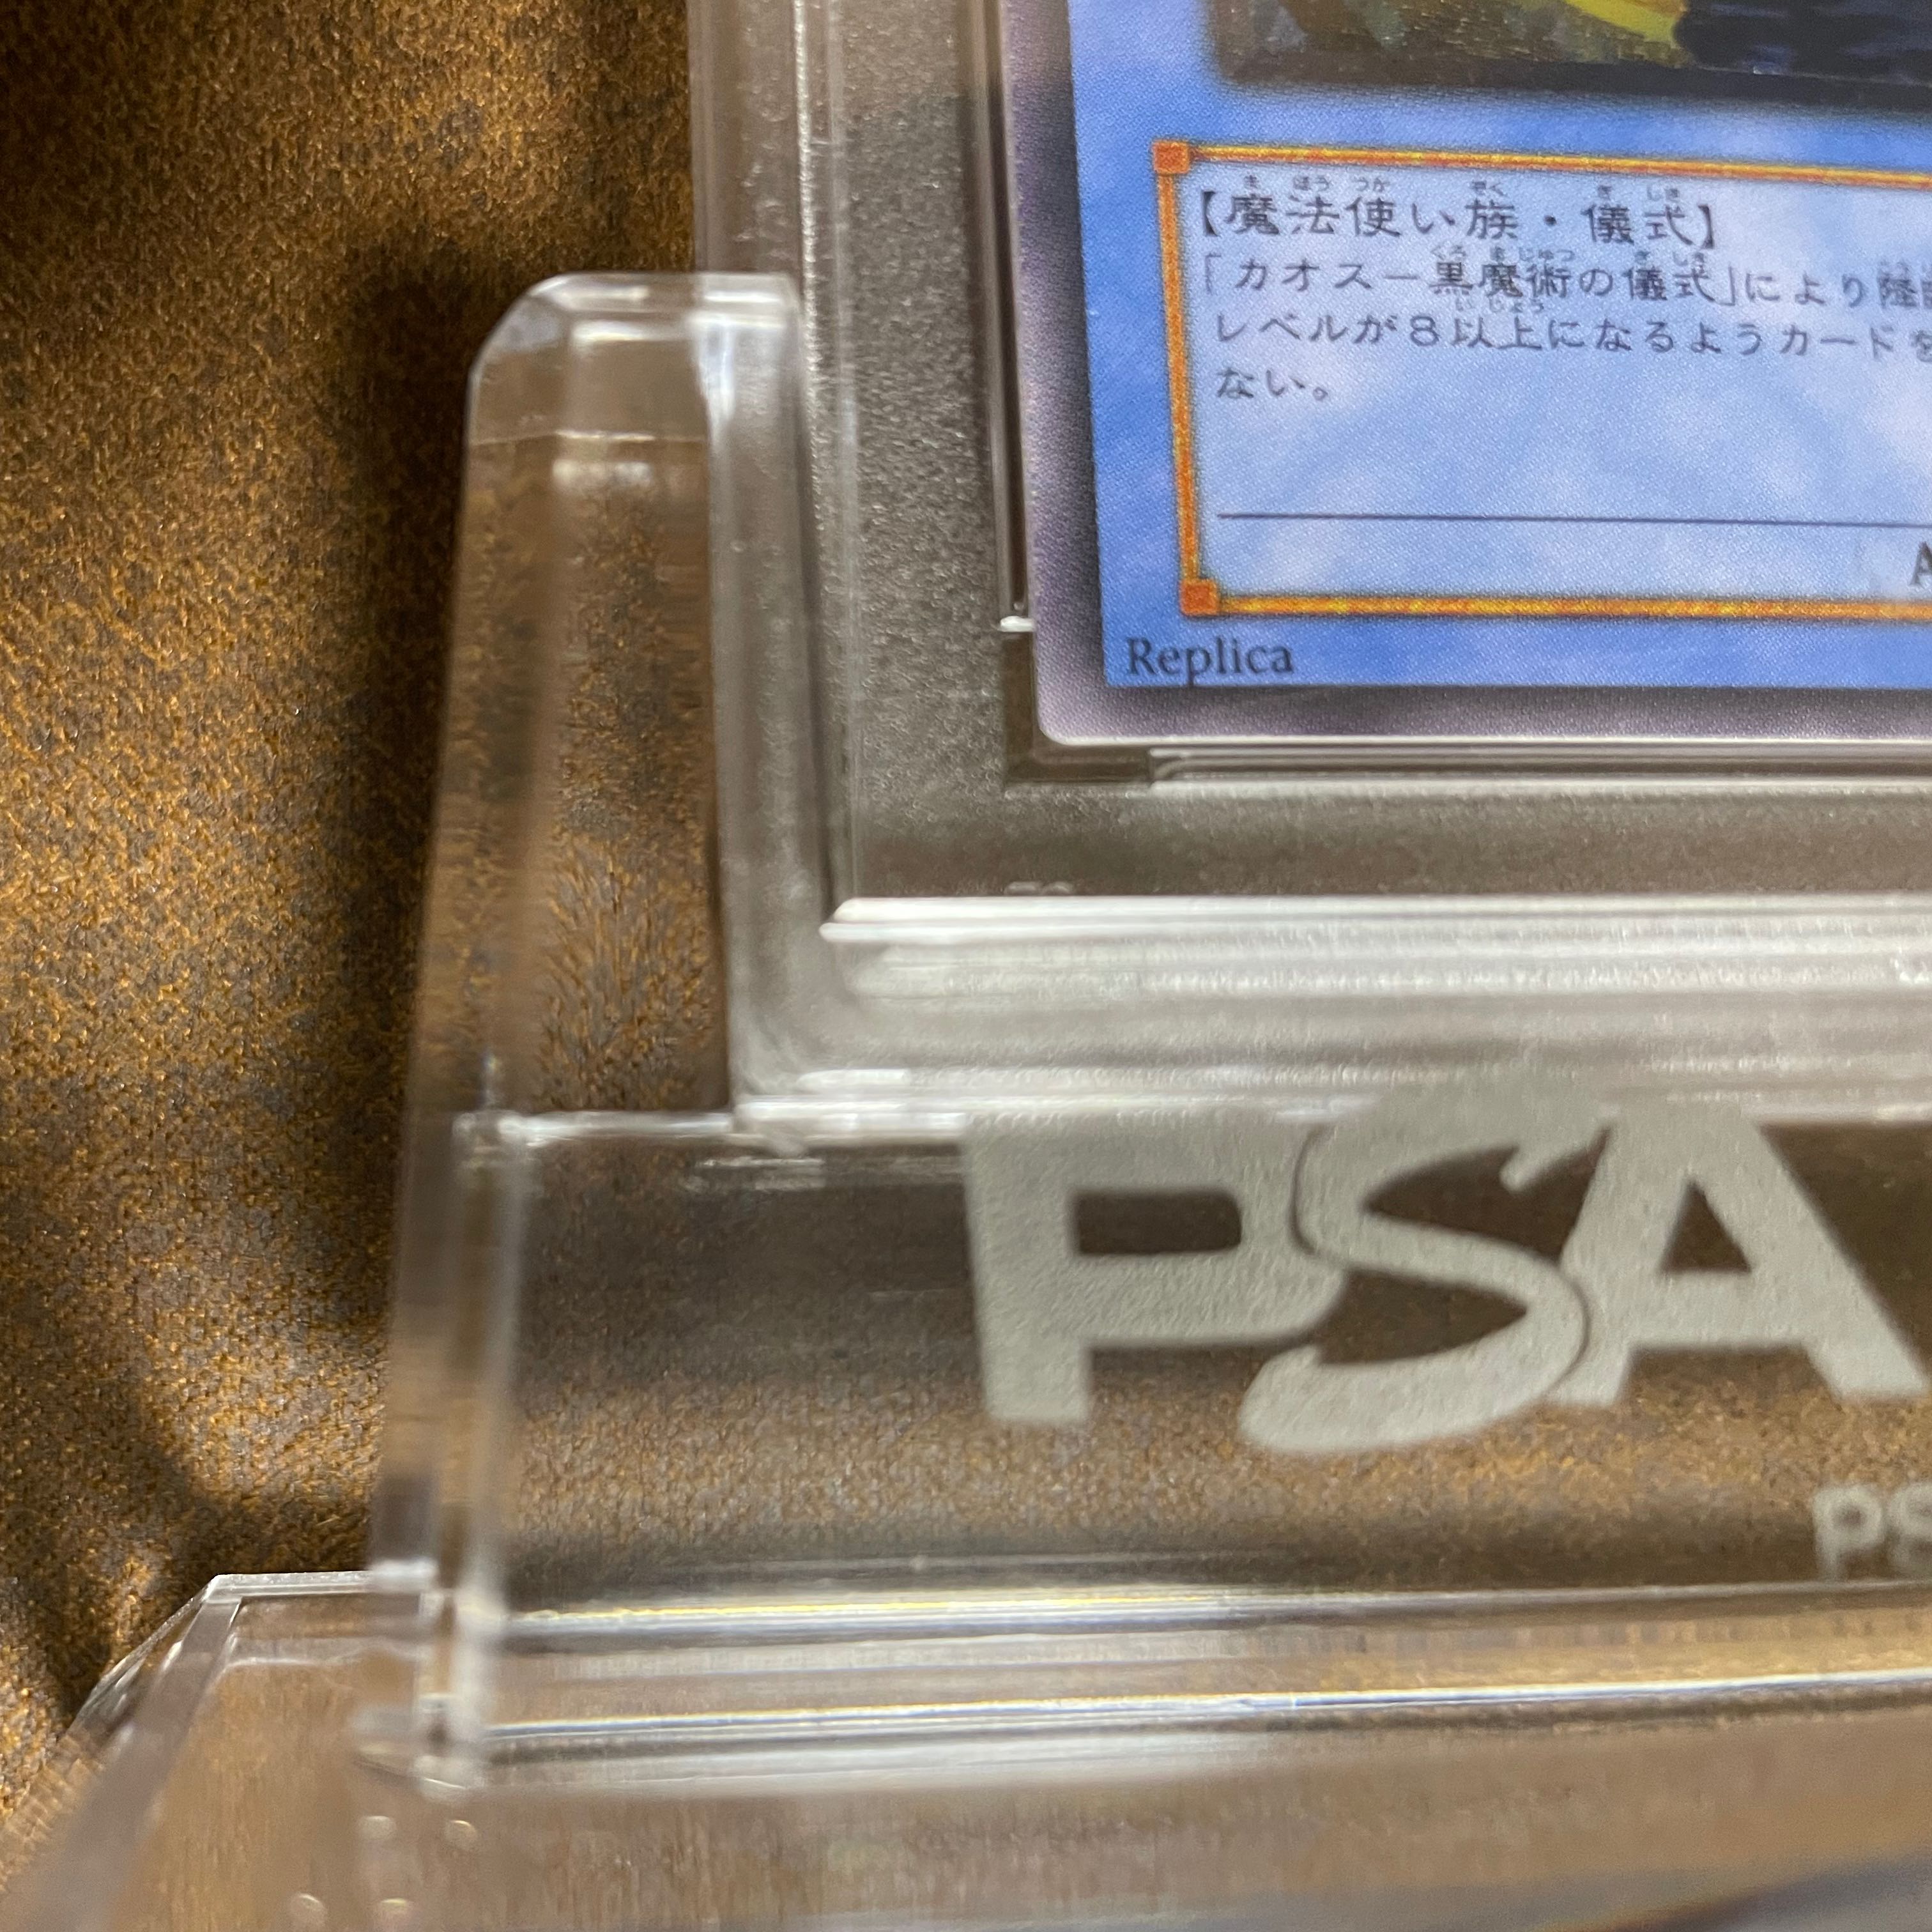 【魔法使い族・儀式】
「カオスー黒魔術の儀式」により降
レベルが8以上になるようカードを
ない。
Replica
PSA
PS